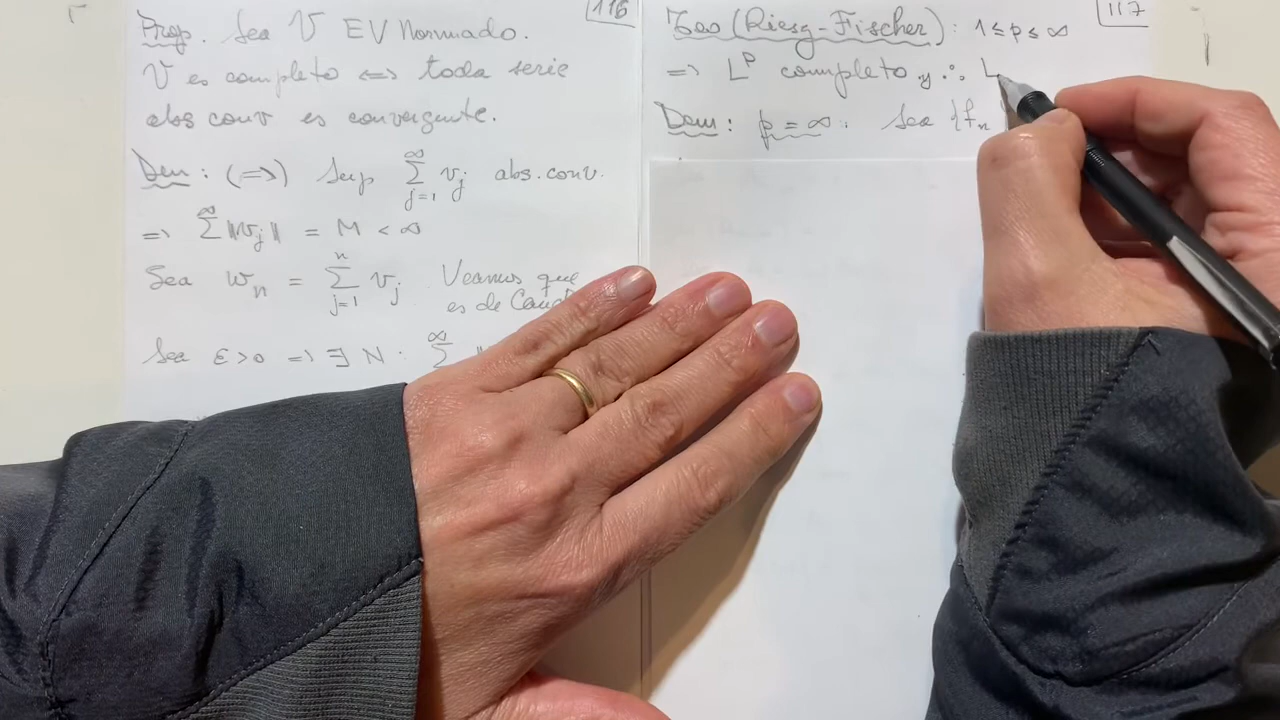 116
Prop. Sea V EV Normado.
V es completo <=> toda serie
abs conv es convergente.
Dem: (=>) Sup ∑_{j=1}^{∞} v_j abs. conv.
=> ∑^{∞} ||v_j|| = M < ∞
Sea w_n = ∑_{j=1}^{n} v_j Veamos que
es de Cauch
Sea ε>0 => ∃ N : ∑^{∞}
117
Teo (Riesz-Fischer): 1 ≤ p ≤ ∞
=> L^p completo y ∴ L
Dem: p = ∞ : Sea {f_n